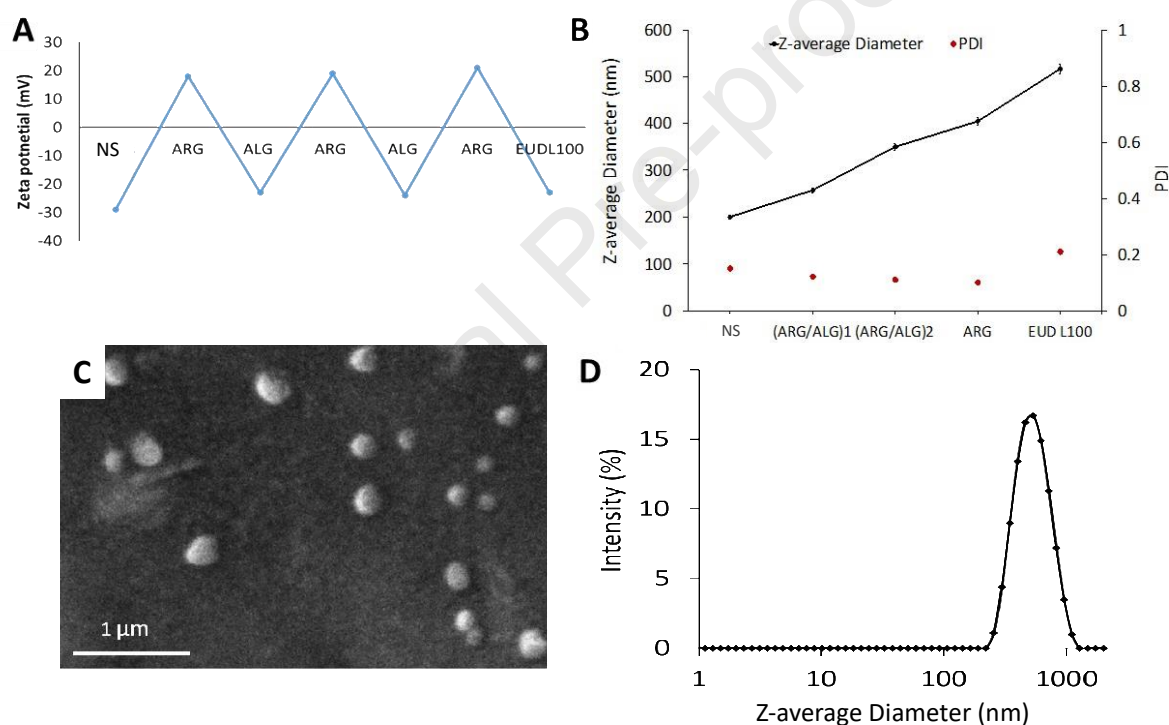 A
30
20
10
0
-10
-20
-30
-40
Zeta potnetial (mV)
NS
ARG
ALG
ARG
ALG
ARG
EUDL100
B
Z-average Diameter
PDI
600
500
400
300
200
100
0
Z-average Diameter (nm)
1
0.8
0.6
0.4
0.2
0
PDI
NS
(ARG/ALG)1
(ARG/ALG)2
ARG
EUD L100
al Pre-proo
C
1 µm
D
20
15
10
5
0
Intensity (%)
1
10
100
1000
Z-average Diameter (nm)